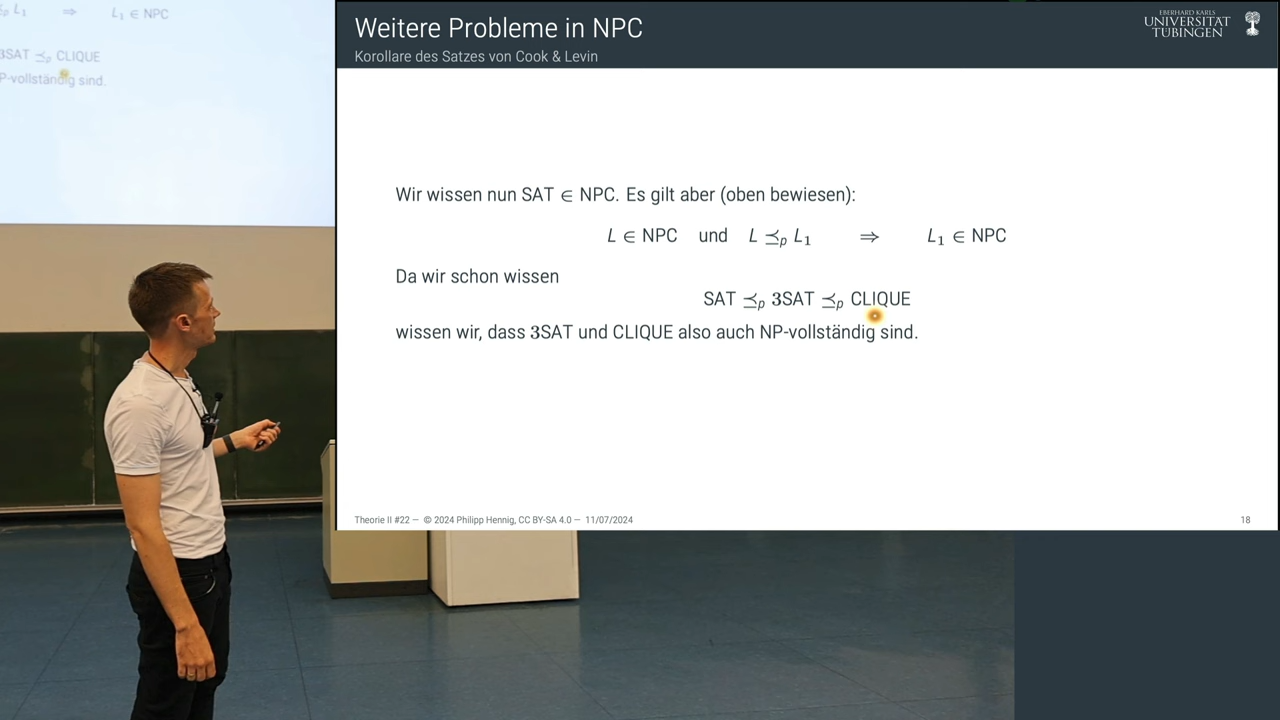 ⪯ₚ L₁ ⇒ L₁ ∈ NPC
3SAT ⪯ₚ CLIQUE
P-vollständig sind.
Weitere Probleme in NPC
Korollare des Satzes von Cook & Levin
EBERHARD KARLS
UNIVERSITÄT
TÜBINGEN
Wir wissen nun SAT ∈ NPC. Es gilt aber (oben bewiesen):
L ∈ NPC und L ⪯ₚ L₁ ⇒ L₁ ∈ NPC
Da wir schon wissen
SAT ⪯ₚ 3SAT ⪯ₚ CLIQUE
wissen wir, dass 3SAT und CLIQUE also auch NP-vollständig sind.
Theorie II #22 — © 2024 Philipp Hennig, CC BY-SA 4.0 — 11/07/2024
18